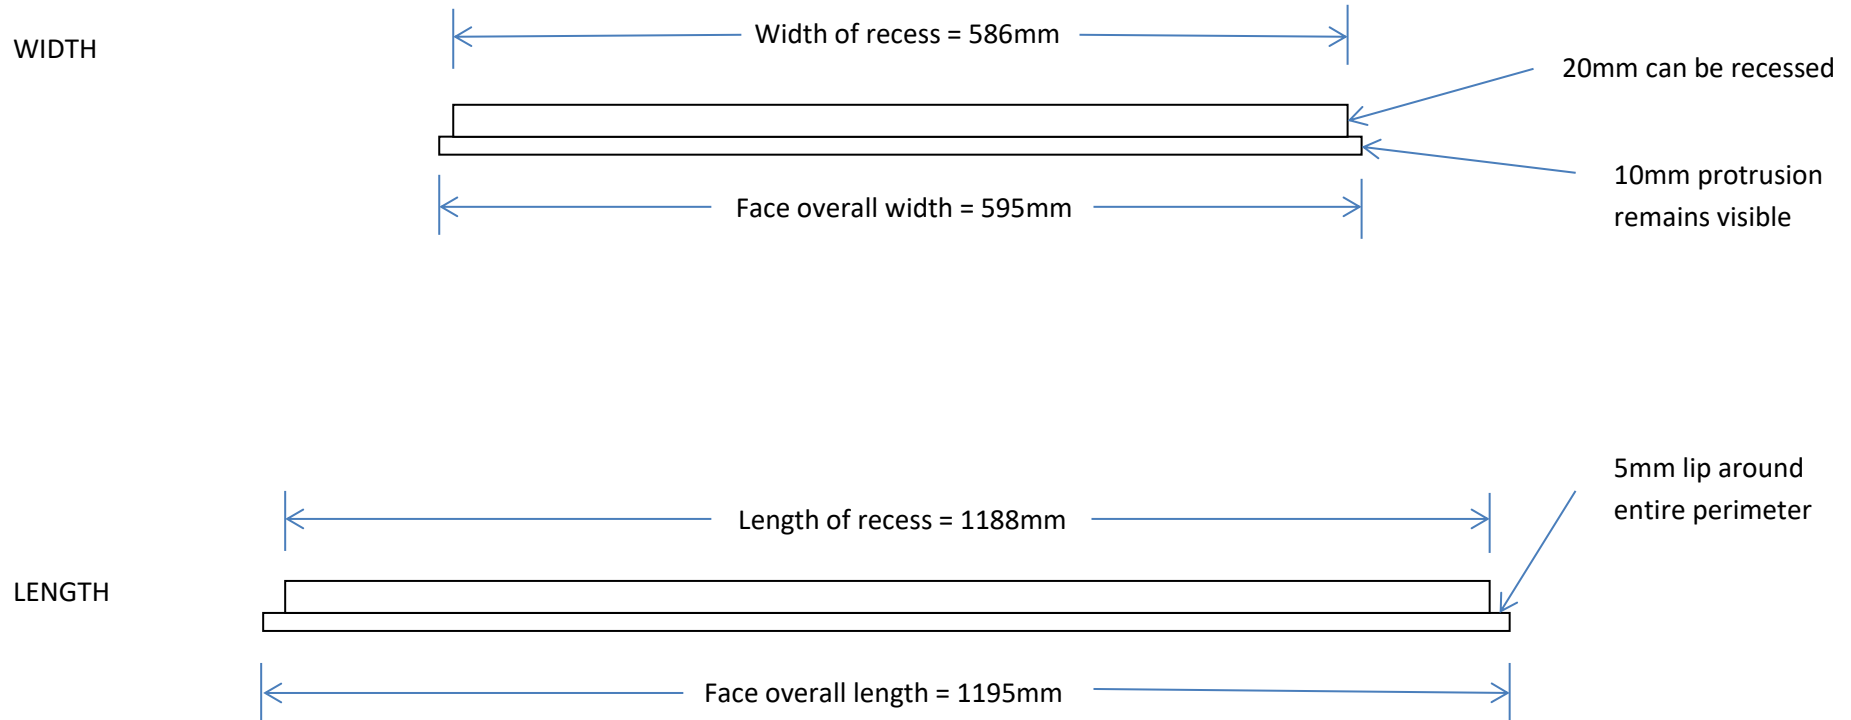 WIDTH
Width of recess = 586mm
20mm can be recessed
10mm protrusion
remains visible
Face overall width = 595mm
5mm lip around
entire perimeter
Length of recess = 1188mm
LENGTH
Face overall length = 1195mm